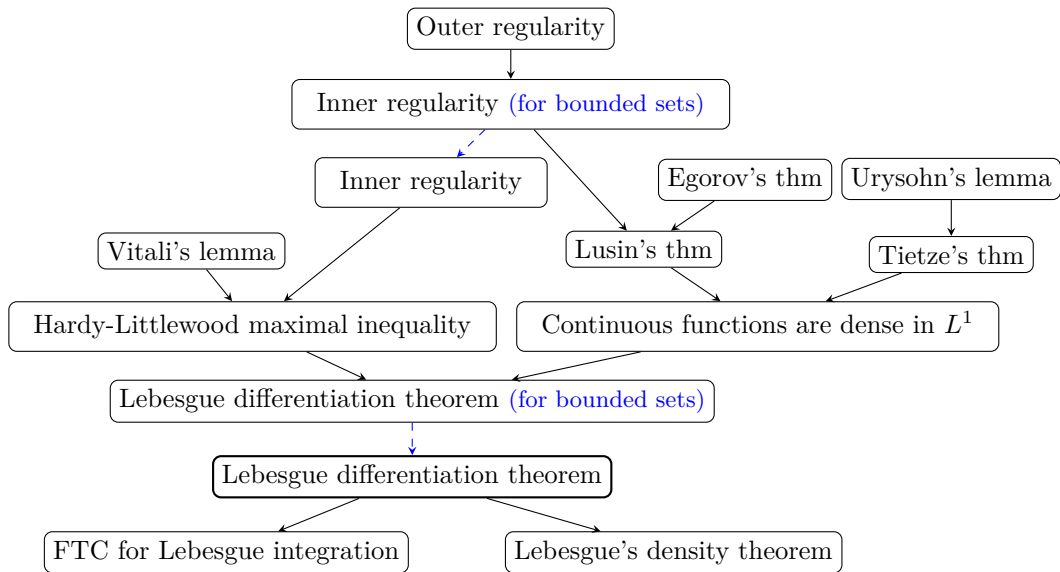 Outer regularity
Inner regularity (for bounded sets)
Inner regularity
Egorov's thm
Urysohn's lemma
Vitali's lemma
Lusin's thm
Tietze's thm
Hardy-Littlewood maximal inequality
Continuous functions are dense in L¹
Lebesgue differentiation theorem (for bounded sets)
Lebesgue differentiation theorem
FTC for Lebesgue integration
Lebesgue's density theorem